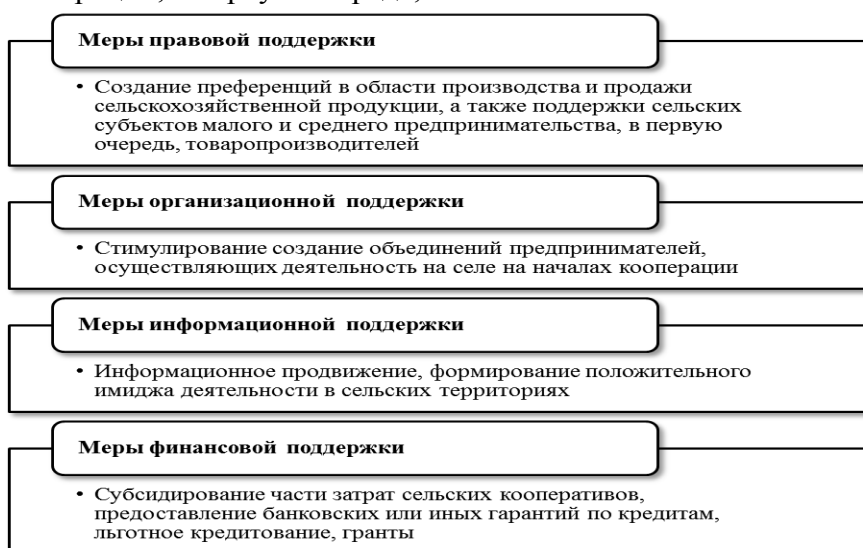 Меры правовой поддержки
• Создание преференций в области производства и продажи
сельскохозяйственной продукции, а также поддержки сельских
субъектов малого и среднего предпринимательства, в первую
очередь, товаропроизводителей
Меры организационной поддержки
• Стимулирование создание объединений предпринимателей,
осуществляющих деятельность на селе на началах кооперации
Меры информационной поддержки
• Информационное продвижение, формирование положительного
имиджа деятельности в сельских территориях
Меры финансовой поддержки
• Субсидирование части затрат сельских кооперативов,
предоставление банковских или иных гарантий по кредитам,
льготное кредитование, гранты